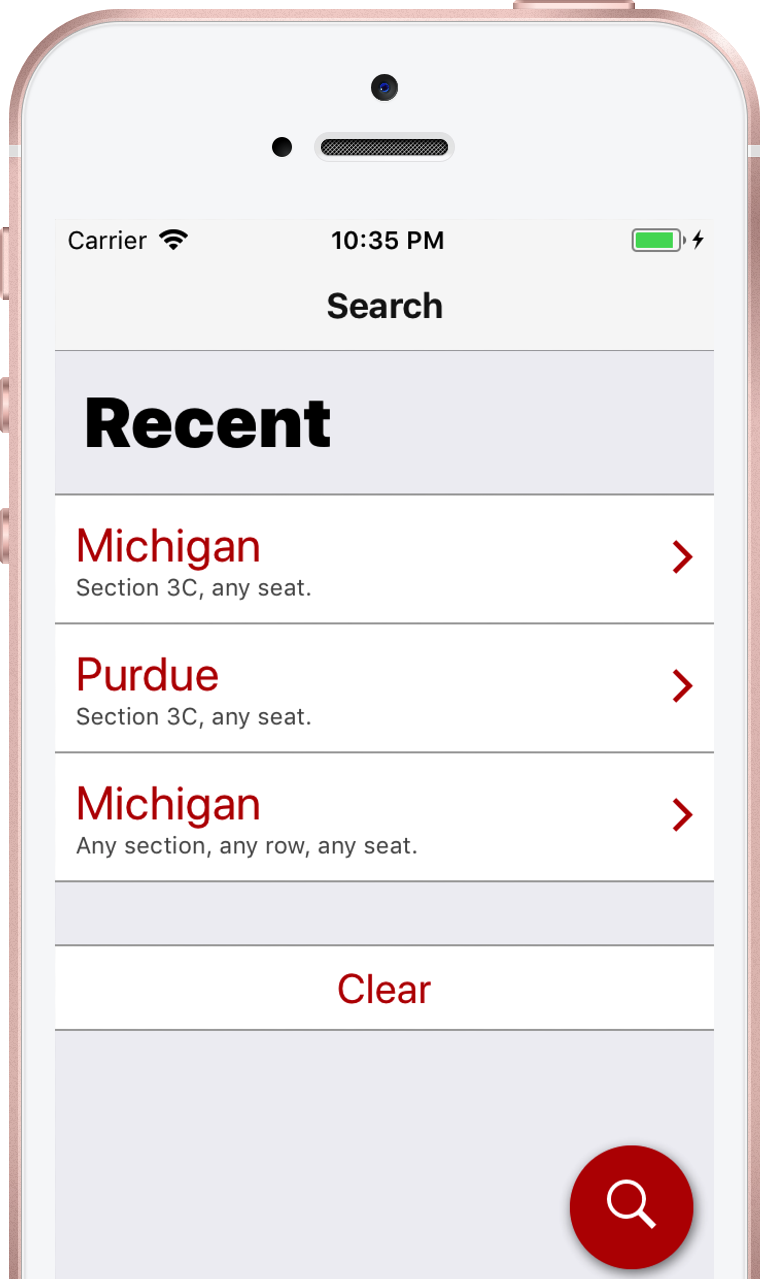 Carrier 10:35 PM
Search
Recent
Michigan
Section 3C, any seat.
Purdue
Section 3C, any seat.
Michigan
Any section, any row, any seat.
Clear